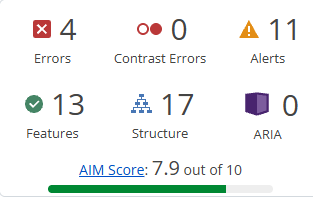 4 0 11
Errors Contrast Errors Alerts
13 17 0
Features Structure ARIA
AIM Score: 7.9 out of 10